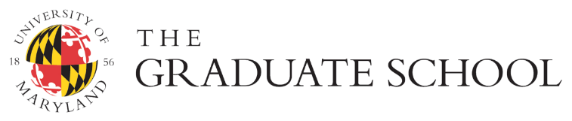 UNIVERSITY OF
18 56
MARYLAND
THE
GRADUATE SCHOOL